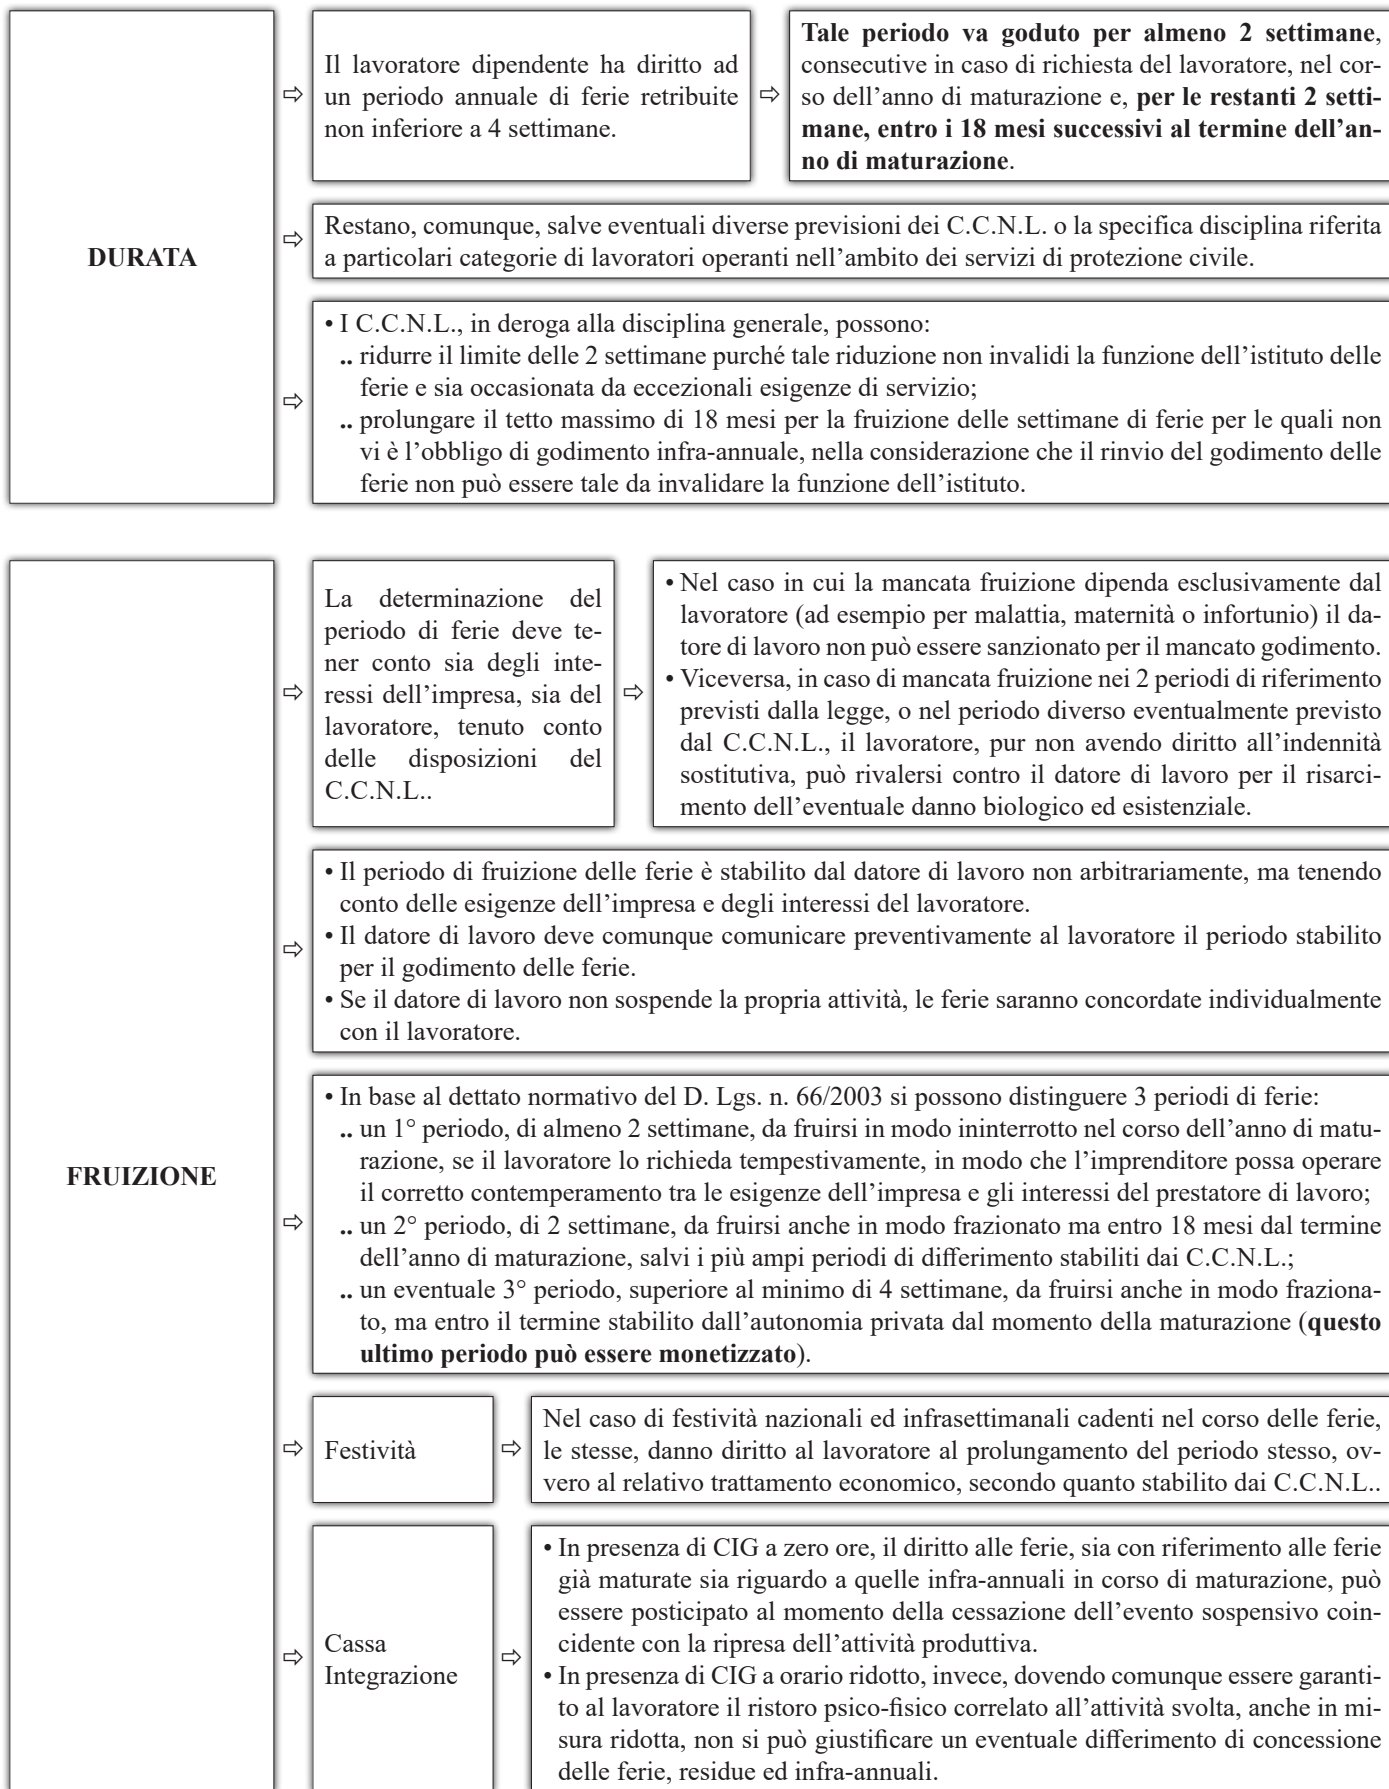 DURATA
Il lavoratore dipendente ha diritto ad
un periodo annuale di ferie retribuite
non inferiore a 4 settimane.
Tale periodo va goduto per almeno 2 settimane,
consecutive in caso di richiesta del lavoratore, nel cor-
so dell’anno di maturazione e, per le restanti 2 setti-
mane, entro i 18 mesi successivi al termine dell’an-
no di maturazione.
Restano, comunque, salve eventuali diverse previsioni dei C.C.N.L. o la specifica disciplina riferita
a particolari categorie di lavoratori operanti nell’ambito dei servizi di protezione civile.
• I C.C.N.L., in deroga alla disciplina generale, possono:
.. ridurre il limite delle 2 settimane purché tale riduzione non invalidi la funzione dell’istituto delle
ferie e sia occasionata da eccezionali esigenze di servizio;
.. prolungare il tetto massimo di 18 mesi per la fruizione delle settimane di ferie per le quali non
vi è l’obbligo di godimento infra-annuale, nella considerazione che il rinvio del godimento delle
ferie non può essere tale da invalidare la funzione dell’istituto.
FRUIZIONE
La determinazione del
periodo di ferie deve te-
ner conto sia degli inte-
ressi dell’impresa, sia del
lavoratore, tenuto conto
delle disposizioni del
C.C.N.L..
• Nel caso in cui la mancata fruizione dipenda esclusivamente dal
lavoratore (ad esempio per malattia, maternità o infortunio) il da-
tore di lavoro non può essere sanzionato per il mancato godimento.
• Viceversa, in caso di mancata fruizione nei 2 periodi di riferimento
previsti dalla legge, o nel periodo diverso eventualmente previsto
dal C.C.N.L., il lavoratore, pur non avendo diritto all’indennità
sostitutiva, può rivalersi contro il datore di lavoro per il risarci-
mento dell’eventuale danno biologico ed esistenziale.
• Il periodo di fruizione delle ferie è stabilito dal datore di lavoro non arbitrariamente, ma tenendo
conto delle esigenze dell’impresa e degli interessi del lavoratore.
• Il datore di lavoro deve comunque comunicare preventivamente al lavoratore il periodo stabilito
per il godimento delle ferie.
• Se il datore di lavoro non sospende la propria attività, le ferie saranno concordate individualmente
con il lavoratore.
• In base al dettato normativo del D. Lgs. n. 66/2003 si possono distinguere 3 periodi di ferie:
.. un 1° periodo, di almeno 2 settimane, da fruirsi in modo ininterrotto nel corso dell’anno di matu-
razione, se il lavoratore lo richieda tempestivamente, in modo che l’imprenditore possa operare
il corretto contemperamento tra le esigenze dell’impresa e gli interessi del prestatore di lavoro;
.. un 2° periodo, di 2 settimane, da fruirsi anche in modo frazionato ma entro 18 mesi dal termine
dell’anno di maturazione, salvi i più ampi periodi di differimento stabiliti dai C.C.N.L.;
.. un eventuale 3° periodo, superiore al minimo di 4 settimane, da fruirsi anche in modo fraziona-
to, ma entro il termine stabilito dall’autonomia privata dal momento della maturazione (questo
ultimo periodo può essere monetizzato).
Festività
Nel caso di festività nazionali ed infrasettimanali cadenti nel corso delle ferie,
le stesse, danno diritto al lavoratore al prolungamento del periodo stesso, ov-
vero al relativo trattamento economico, secondo quanto stabilito dai C.C.N.L..
Cassa
Integrazione
• In presenza di CIG a zero ore, il diritto alle ferie, sia con riferimento alle ferie
già maturate sia riguardo a quelle infra-annuali in corso di maturazione, può
essere posticipato al momento della cessazione dell’evento sospensivo coin-
cidente con la ripresa dell’attività produttiva.
• In presenza di CIG a orario ridotto, invece, dovendo comunque essere garanti-
to al lavoratore il ristoro psico-fisico correlato all’attività svolta, anche in mi-
sura ridotta, non si può giustificare un eventuale differimento di concessione
delle ferie, residue ed infra-annuali.